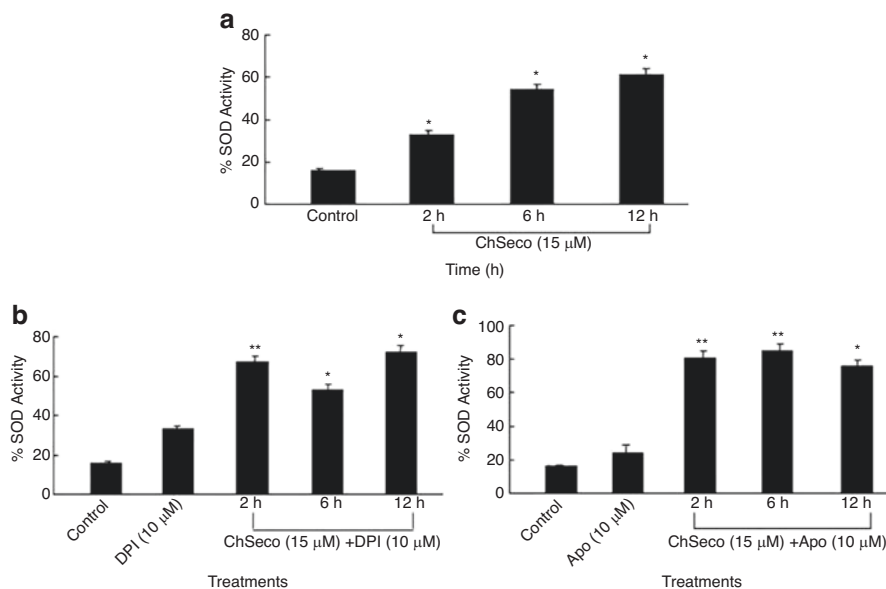 a
80
60
40
20
0
% SOD Activity
*
*
*
Control 2 h 6 h 12 h
ChSeco (15 μM)
Time (h)
b
80
60
40
20
0
% SOD Activity
**
*
*
Control DPI (10 μM) 2 h 6 h 12 h
ChSeco (15 μM) +DPI (10 μM)
Treatments
c
100
80
60
40
20
0
% SOD Activity
**
**
*
Control Apo (10 μM) 2 h 6 h 12 h
ChSeco (15 μM) +Apo (10 μM)
Treatments